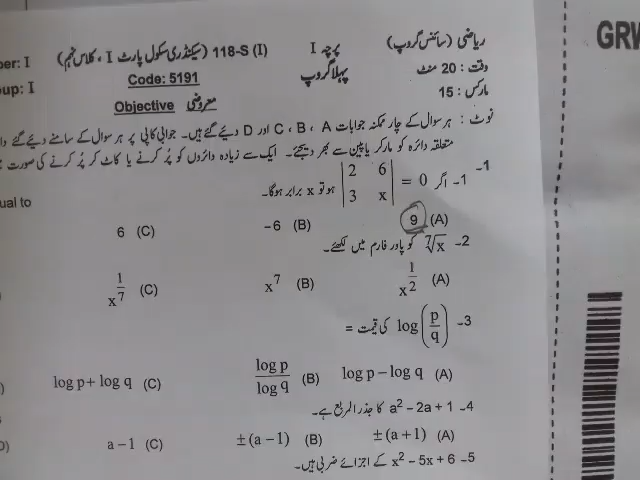 ریاضی (سائنس گروپ) پرچہ I (سیکنڈری سکول پارٹ I ، کلاس نہم) 118-S (I)
per: I
GRW
وقت : 20 منٹ پہلا گروپ Code: 5191
up: I
مارکس : 15 معروضی Objective
نوٹ : ہر سوال کے چار ممکنہ جوابات A ، B ، C اور D دیئے گئے ہیں۔ جوابی کاپی پر ہر سوال کے سامنے دیئے گئے
متعلقہ دائرہ کو مارکر یا پین سے بھر دیجئے۔ ایک سے زیادہ دائروں کو پُر کرنے یا کاٹ کر پُر کرنے کی صورت
1- 1- اگر | 2 6 ; 3 x | = 0 ہو تو x برابر ہوگا۔
ual to
(A) 9 (B) -6 (C) 6
2- ⁷√x کو پاور فارم میں لکھئے۔
(A) x^(1/2) (B) x⁷ (C) x^(1/7)
3- log(p/q) کی قیمت =
(A) log p – log q (B) log p / log q (C) log p + log q
4- a² – 2a + 1 کا جذر المربع ہے۔
(A) ±(a + 1) (B) ±(a – 1) (C) a – 1
D)
5- x² – 5x + 6 کے اجزائے ضربی ہیں۔